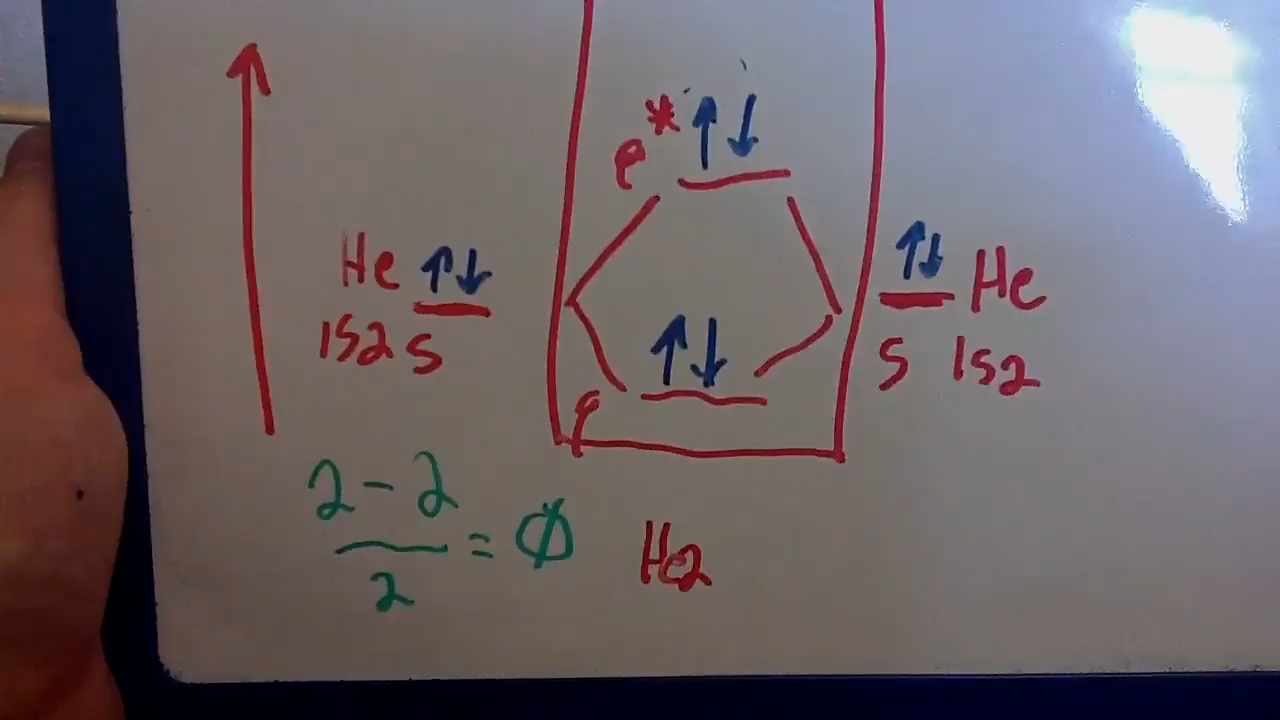 e* ↑↓
He ↑↓
1s2 s
↑↓ He
s 1s2
↑↓
2 - 2
2
= Ø
He2